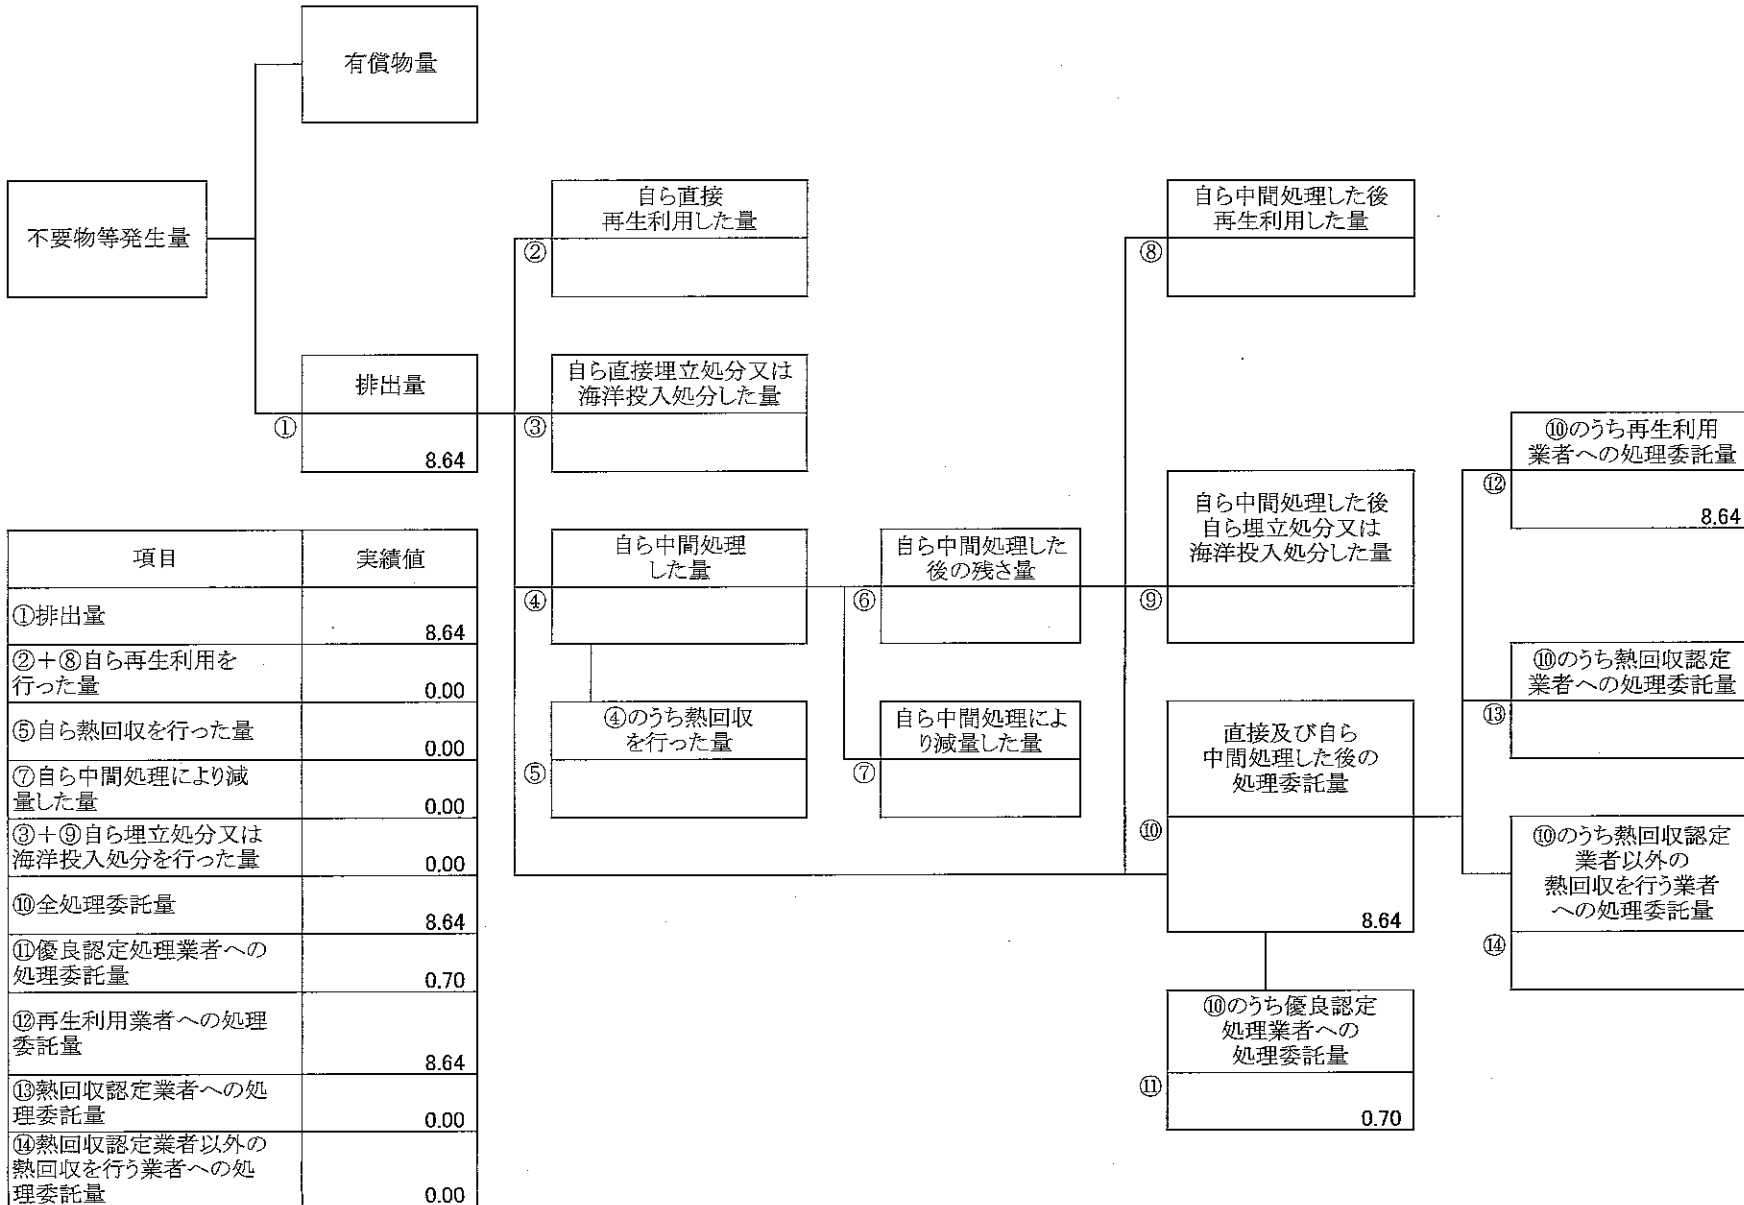 有償物量
不要物等発生量
自ら直接
再生利用した量
②
自ら中間処理した後
再生利用した量
⑧
排出量
①
8.64
自ら直接埋立処分又は
海洋投入処分した量
③
⑩のうち再生利用
業者への処理委託量
⑫
8.64
自ら中間処理
した量
④
自ら中間処理した
後の残さ量
⑥
自ら中間処理した後
自ら埋立処分又は
海洋投入処分した量
⑨
⑩のうち熱回収認定
業者への処理委託量
⑬
④のうち熱回収
を行った量
⑤
自ら中間処理によ
り減量した量
⑦
直接及び自ら
中間処理した後の
処理委託量
⑩
8.64
⑩のうち熱回収認定
業者以外の
熱回収を行う業者
への処理委託量
⑭
⑩のうち優良認定
処理業者への
処理委託量
⑪
0.70
項目 実績値
①排出量
8.64
②+⑧自ら再生利用を
行った量 0.00
⑤自ら熱回収を行った量
0.00
⑦自ら中間処理により減
量した量 0.00
③+⑨自ら埋立処分又は
海洋投入処分を行った量 0.00
⑩全処理委託量
8.64
⑪優良認定処理業者への
処理委託量 0.70
⑫再生利用業者への処理
委託量
8.64
⑬熱回収認定業者への処
理委託量 0.00
⑭熱回収認定業者以外の
熱回収を行う業者への処
理委託量 0.00